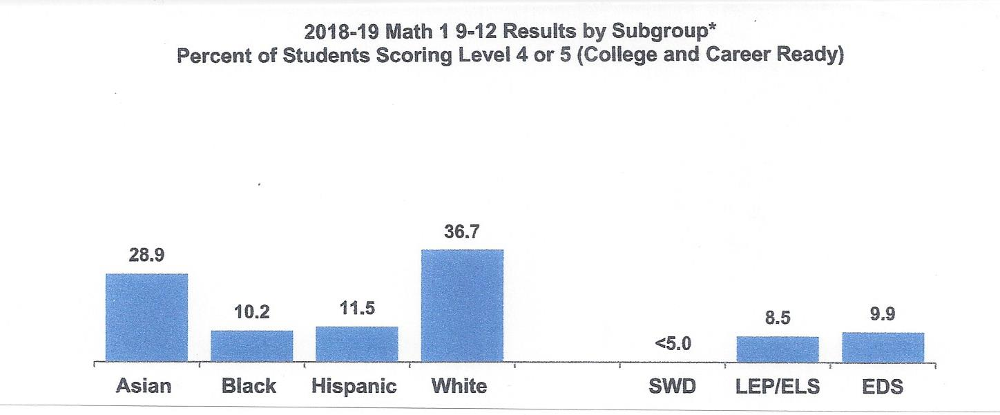 2018-19 Math 1 9-12 Results by Subgroup*
Percent of Students Scoring Level 4 or 5 (College and Career Ready)
36.7
28.9
10.2
11.5
<5.0
8.5
9.9
Asian Black Hispanic White SWD LEP/ELS EDS